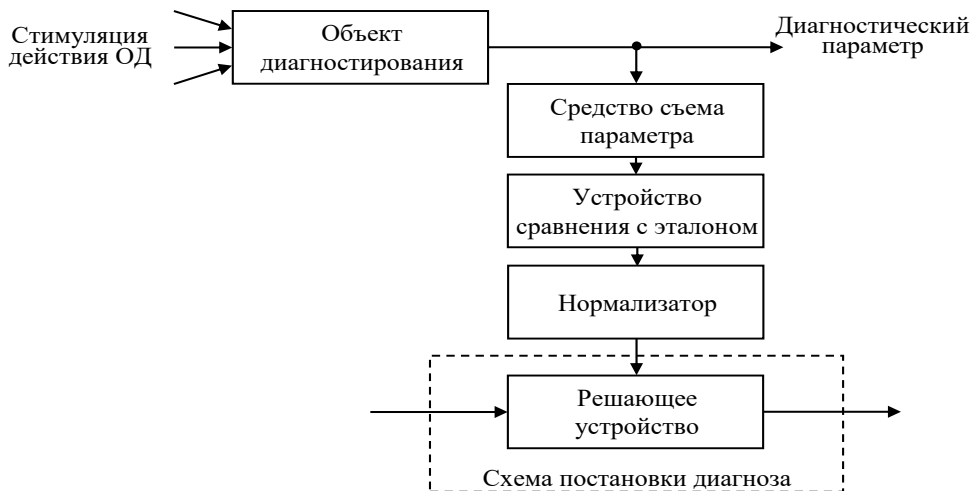 Стимуляция
действия ОД
Объект
диагностирования
Диагностический
параметр
Средство съема
параметра
Устройство
сравнения с эталоном
Нормализатор
Решающее
устройство
Схема постановки диагноза